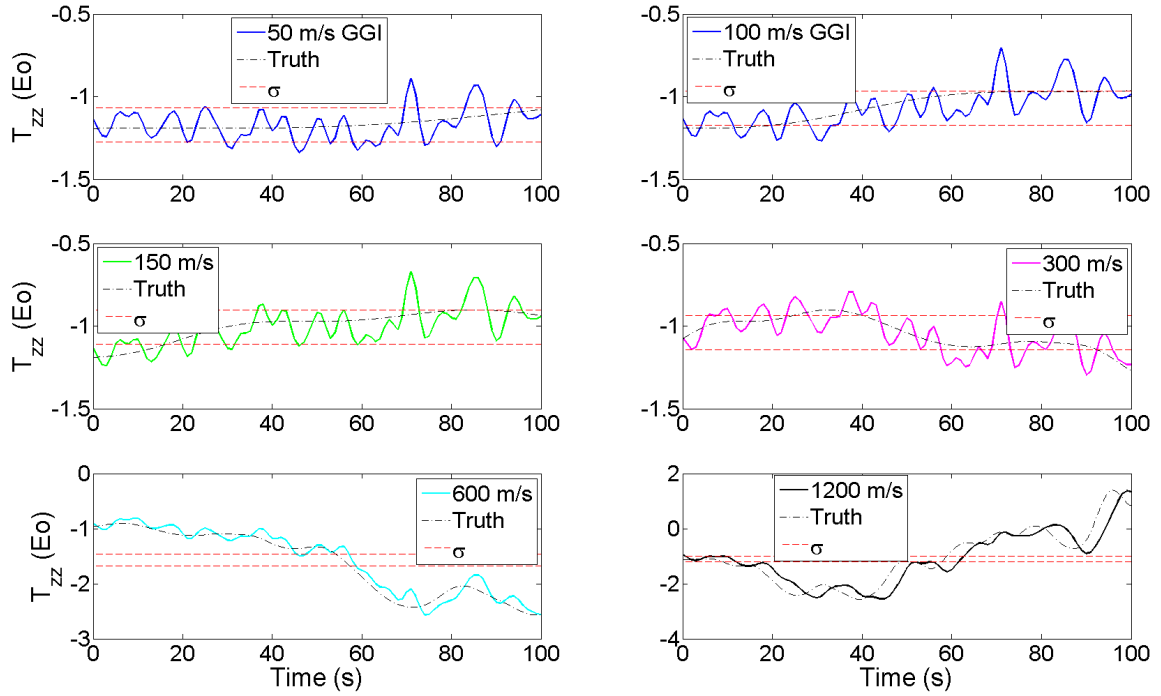 -0.5
-1
-1.5
T_zz (Eo)
50 m/s GGI
Truth
σ
0 20 40 60 80 100
-0.5
-1
-1.5
100 m/s GGI
Truth
σ
0 20 40 60 80 100
-0.5
-1
-1.5
T_zz (Eo)
150 m/s
Truth
σ
0 20 40 60 80 100
-0.5
-1
-1.5
300 m/s
Truth
σ
0 20 40 60 80 100
0
-1
-2
-3
T_zz (Eo)
600 m/s
Truth
σ
0 20 40 60 80 100
Time (s)
2
0
-2
-4
1200 m/s
Truth
σ
0 20 40 60 80 100
Time (s)